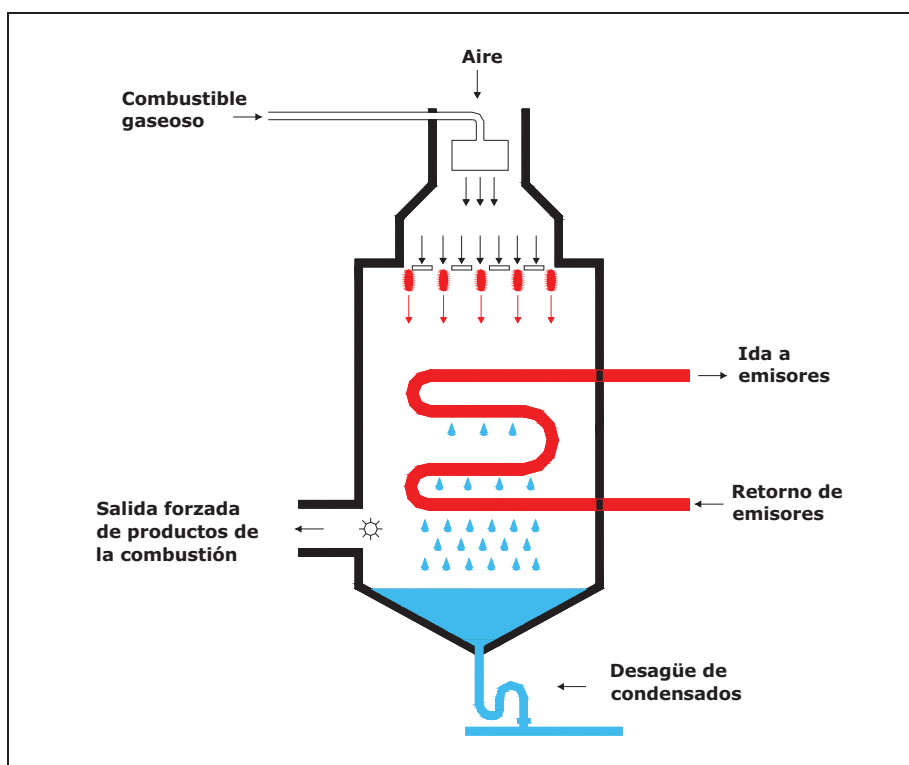 Aire
Combustible
gaseoso
Ida a
emisores
Retorno de
emisores
Salida forzada
de productos de
la combustión
Desagüe de
condensados